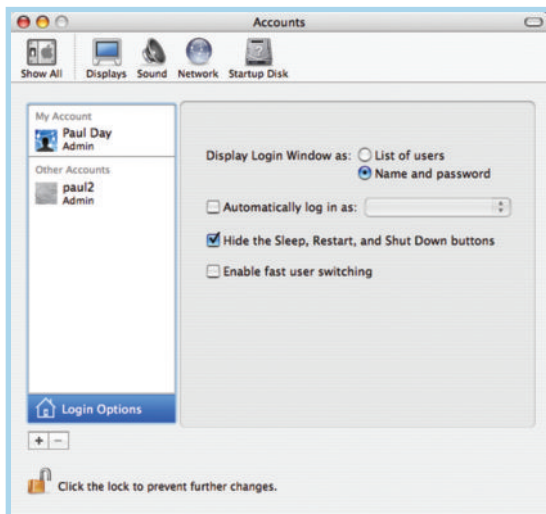 Accounts
Show All Displays Sound Network Startup Disk
My Account
Paul Day
Admin
Other Accounts
paul2
Admin
Login Options
Display Login Window as: List of users
Name and password
Automatically log in as:
Hide the Sleep, Restart, and Shut Down buttons
Enable fast user switching
+ −
Click the lock to prevent further changes.